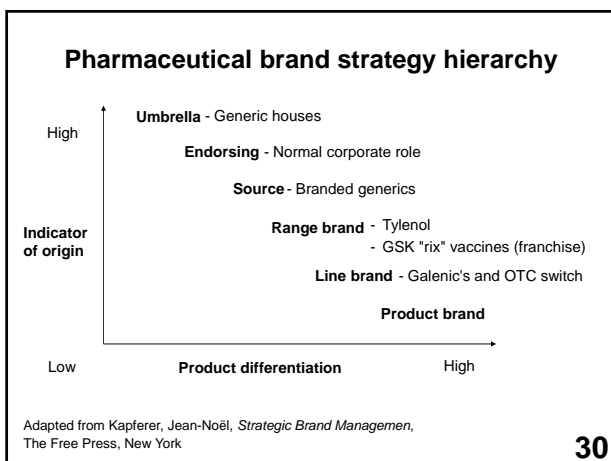 Pharmaceutical brand strategy hierarchy
Umbrella - Generic houses
High
Endorsing - Normal corporate role
Source - Branded generics
Range brand - Tylenol
- GSK "rix" vaccines (franchise)
Indicator
of origin
Line brand - Galenic's and OTC switch
Product brand
Low
Product differentiation
High
Adapted from Kapferer, Jean-Noël, Strategic Brand Managemen,
The Free Press, New York
30